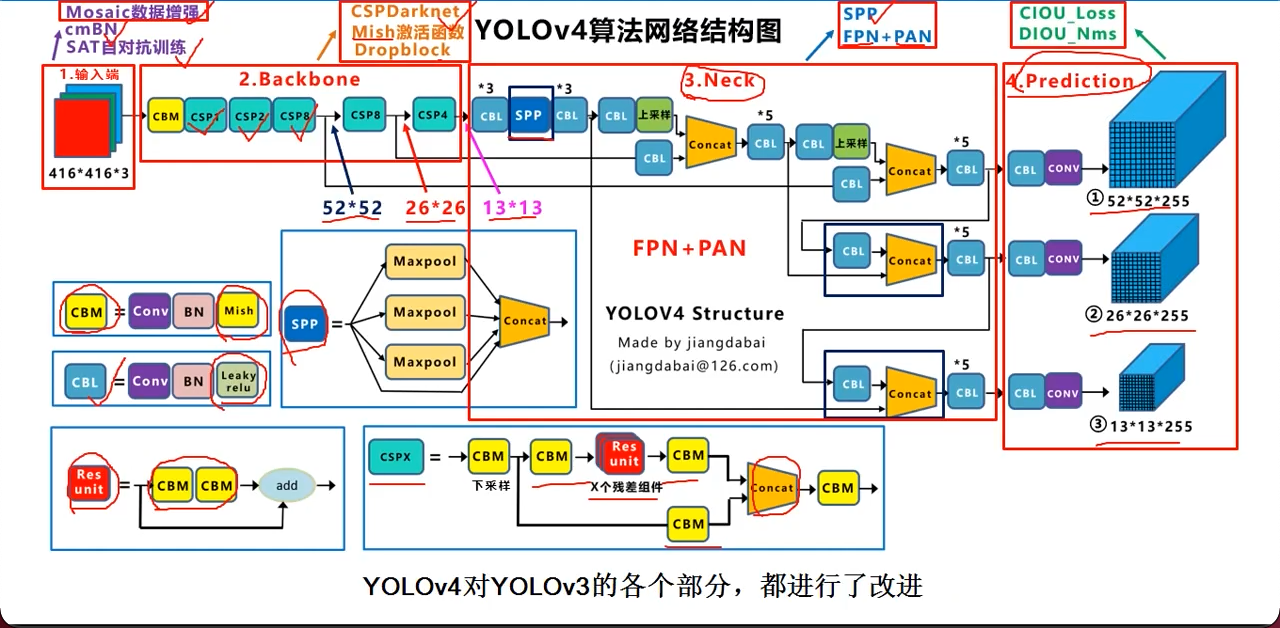 Mosaic数据增强
cmBN
SAT自对抗训练
CSPDarknet
Mish激活函数
Dropblock
YOLOv4算法网络结构图
SPP
FPN+PAN
CIOU_Loss
DIOU_Nms
1.输入端
416*416*3
2.Backbone
CBM
CSP1
CSP2
CSP8
CSP8
CSP4
52*52
26*26
13*13
3.Neck
*3
*3
CBL
SPP
CBL
CBL
上采样
CBL
Concat
*5
CBL
CBL
上采样
CBL
Concat
*5
CBL
CBL
Concat
*5
CBL
CBL
Concat
*5
CBL
FPN+PAN
YOLOV4 Structure
Made by jiangdabai
(jiangdabai@126.com)
4.Prediction
CBL
CONV
①52*52*255
CBL
CONV
②26*26*255
CBL
CONV
③13*13*255
CBM
=
Conv
BN
Mish
CBL
=
Conv
BN
Leaky
relu
SPP
=
Maxpool
Maxpool
Maxpool
Concat
Res
unit
=
CBM
CBM
add
CSPX
=
CBM
下采样
CBM
Res
unit
X个残差组件
CBM
CBM
Concat
CBM
YOLOv4对YOLOv3的各个部分，都进行了改进